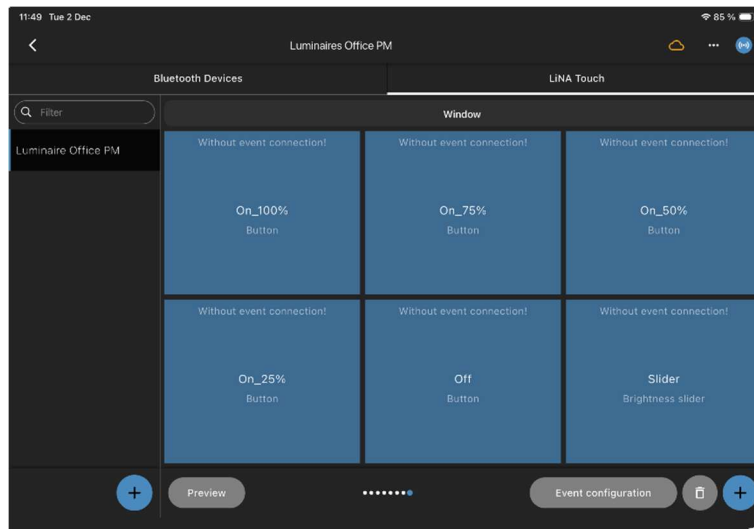 11:49 Tue 2 Dec
85 %
Luminaires Office PM
Bluetooth Devices
LiNA Touch
Filter
Luminaire Office PM
Window
Without event connection!
On_100%
Button
Without event connection!
On_75%
Button
Without event connection!
On_50%
Button
Without event connection!
On_25%
Button
Without event connection!
Off
Button
Without event connection!
Slider
Brightness slider
Preview
Event configuration